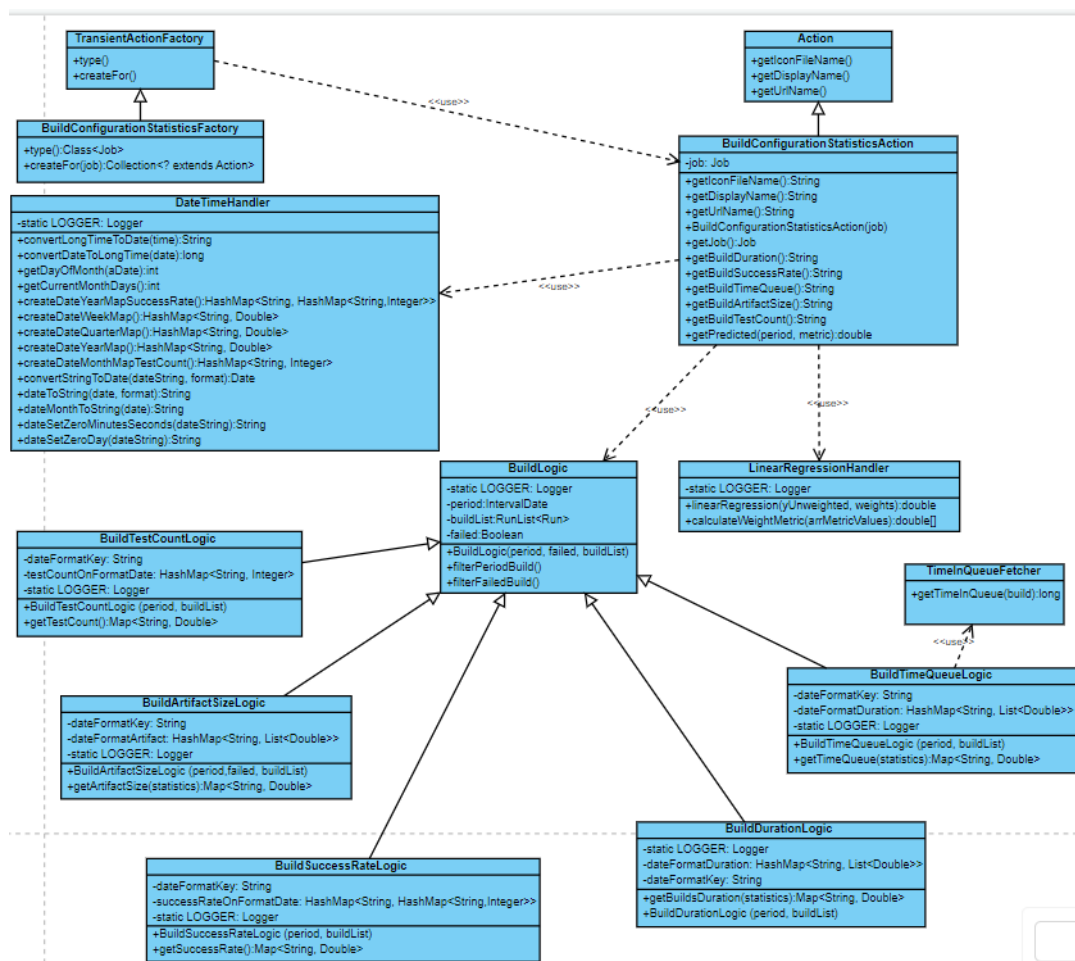 TransientActionFactory
+type()
+createFor()
Action
+getIconFileName()
+getDisplayName()
+getUrlName()
<<use>>
BuildConfigurationStatisticsFactory
+type():Class<Job>
+createFor(job):Collection<? extends Action>
BuildConfigurationStatisticsAction
-job: Job
+getIconFileName():String
+getDisplayName():String
+getUrlName():String
+BuildConfigurationStatisticsAction(job)
+getJob():Job
+getBuildDuration():String
+getBuildSuccessRate():String
+getBuildTimeQueue():String
+getBuildArtifactSize():String
+getBuildTestCount():String
+getPredicted(period, metric):double
DateTimeHandler
-static LOGGER: Logger
+convertLongTimeToDate(time):String
+convertDateToLongTime(date):long
+getDayOfMonth(aDate):int
+getCurrentMonthDays():int
+createDateYearMapSuccessRate():HashMap<String, HashMap<String,Integer>>
+createDateWeekMap():HashMap<String, Double>
+createDateQuarterMap():HashMap<String, Double>
+createDateYearMap():HashMap<String, Double>
+createDateMonthMapTestCount():HashMap<String, Integer>
+convertStringToDate(dateString, format):Date
+dateToString(date, format):String
+dateMonthToString(date):String
+dateSetZeroMinutesSeconds(dateString):String
+dateSetZeroDay(dateString):String
<<use>>
<<use>>
<<use>>
BuildLogic
-static LOGGER: Logger
-period:IntervalDate
-buildList:RunList<Run>
-failed:Boolean
+BuildLogic(period, failed, buildList)
+filterPeriodBuild()
+filterFailedBuild()
LinearRegressionHandler
-static LOGGER: Logger
+linearRegression(yUnweighted, weights):double
+calculateWeightMetric(arrMetricValues):double[]
BuildTestCountLogic
-dateFormatKey: String
-testCountOnFormatDate: HashMap<String, Integer>
-static LOGGER: Logger
+BuildTestCountLogic (period, buildList)
+getTestCount():Map<String, Double>
TimeInQueueFetcher
+getTimeInQueue(build):long
<<use>>
BuildTimeQueueLogic
-dateFormatKey: String
-dateFormatDuration: HashMap<String, List<Double>>
-static LOGGER: Logger
+BuildTimeQueueLogic (period, buildList)
+getTimeQueue(statistics):Map<String, Double>
BuildArtifactSizeLogic
-dateFormatKey: String
-dateFormatArtifact: HashMap<String, List<Double>>
-static LOGGER: Logger
+BuildArtifactSizeLogic (period,failed, buildList)
+getArtifactSize(statistics):Map<String, Double>
BuildDurationLogic
-static LOGGER: Logger
-dateFormatDuration: HashMap<String, List<Double>>
-dateFormatKey: String
+getBuildsDuration(statistics):Map<String, Double>
+BuildDurationLogic (period, buildList)
BuildSuccessRateLogic
-dateFormatKey: String
-successRateOnFormatDate: HashMap<String, HashMap<String,Integer>>
-static LOGGER: Logger
+BuildSuccessRateLogic (period, buildList)
+getSuccessRate():Map<String, Double>